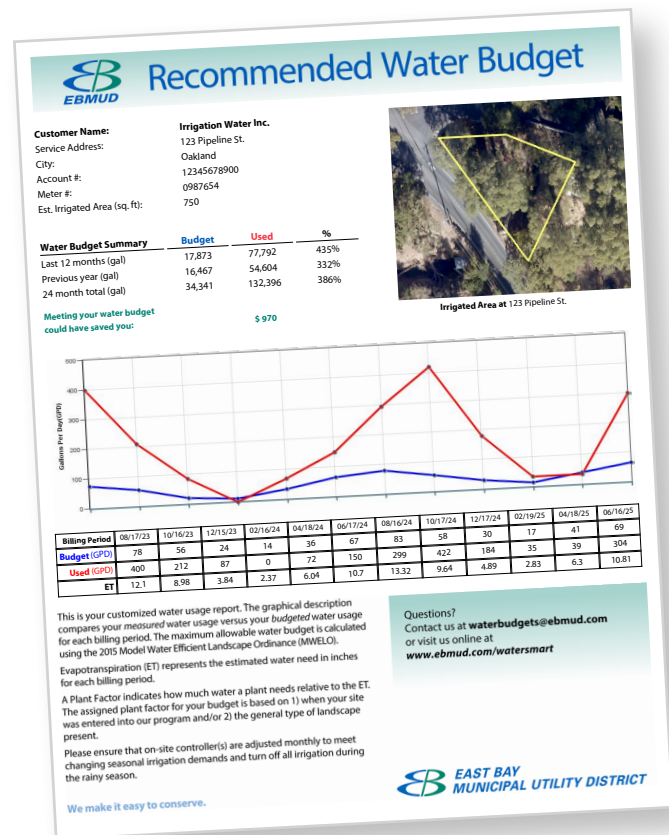 EBMUD
Recommended Water Budget
Customer Name: Irrigation Water Inc.
Service Address: 123 Pipeline St.
City: Oakland
Account #: 12345678900
Meter #: 0987654
Est. Irrigated Area (sq. ft): 750
Water Budget Summary Budget Used %
Last 12 months (gal) 17,873 77,792 435%
Previous year (gal) 16,467 54,604 332%
24 month total (gal) 34,341 132,396 386%
Meeting your water budget
could have saved you: $ 970
Irrigated Area at 123 Pipeline St.
Gallons Per Day(GPD)
500
400
300
200
100
0
Billing Period 08/17/23 10/16/23 12/15/23 02/16/24 04/18/24 06/17/24 08/16/24 10/17/24 12/17/24 02/19/25 04/18/25 06/16/25
Budget (GPD) 78 56 24 14 36 67 83 58 30 17 41 69
Used (GPD) 400 212 87 0 72 150 299 422 184 35 39 304
ET 12.1 8.98 3.84 2.37 6.04 10.7 13.32 9.64 4.89 2.83 6.3 10.81
This is your customized water usage report. The graphical description
compares your measured water usage versus your budgeted water usage
for each billing period. The maximum allowable water budget is calculated
using the 2015 Model Water Efficient Landscape Ordinance (MWELO).
Evapotranspiration (ET) represents the estimated water need in inches
for each billing period.
A Plant Factor indicates how much water a plant needs relative to the ET.
The assigned plant factor for your budget is based on 1) when your site
was entered into our program and/or 2) the general type of landscape
present.
Please ensure that on-site controller(s) are adjusted monthly to meet
changing seasonal irrigation demands and turn off all irrigation during
the rainy season.
We make it easy to conserve.
Questions?
Contact us at waterbudgets@ebmud.com
or visit us online at
www.ebmud.com/watersmart
EAST BAY
MUNICIPAL UTILITY DISTRICT